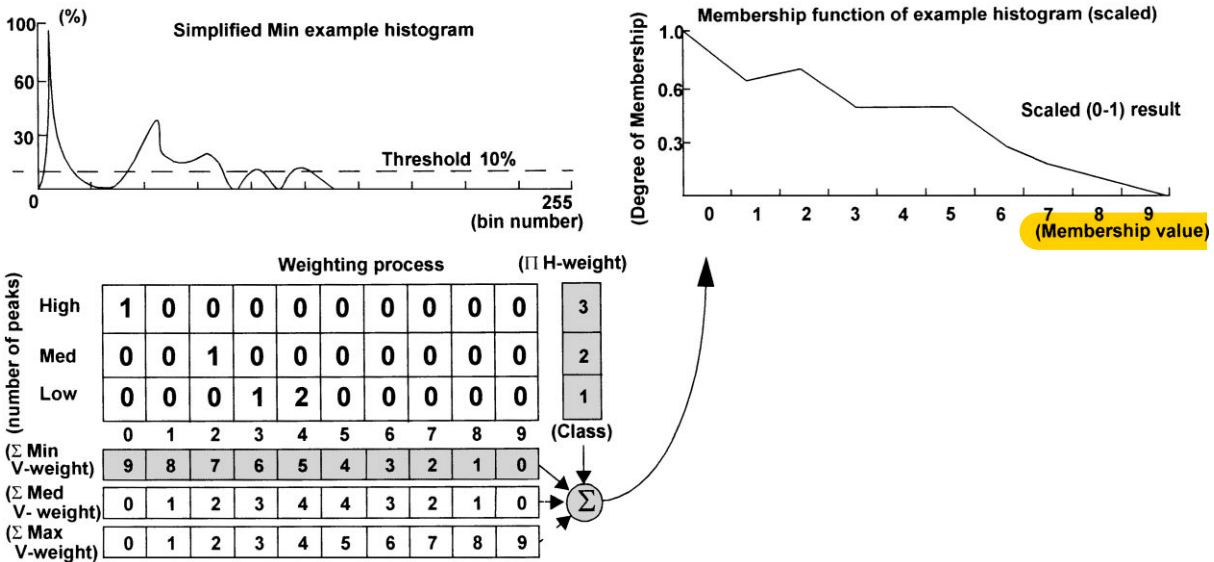 Simplified Min example histogram
(%)
100
60
30
Threshold 10%
0
255
(bin number)
Membership function of example histogram (scaled)
(Degree of Membership)
1.0
0.6
0.3
Scaled (0-1) result
0 1 2 3 4 5 6 7 8 9
(Membership value)
Weighting process
(Π H-weight)
(number of peaks)
High 1 0 0 0 0 0 0 0 0 0 3
Med 0 0 1 0 0 0 0 0 0 0 2
Low 0 0 0 1 2 0 0 0 0 0 1
0 1 2 3 4 5 6 7 8 9
(Class)
(Σ Min
V-weight) 9 8 7 6 5 4 3 2 1 0
(Σ Med
V- weight) 0 1 2 3 4 4 3 2 1 0
Σ
(Σ Max
V-weight) 0 1 2 3 4 5 6 7 8 9